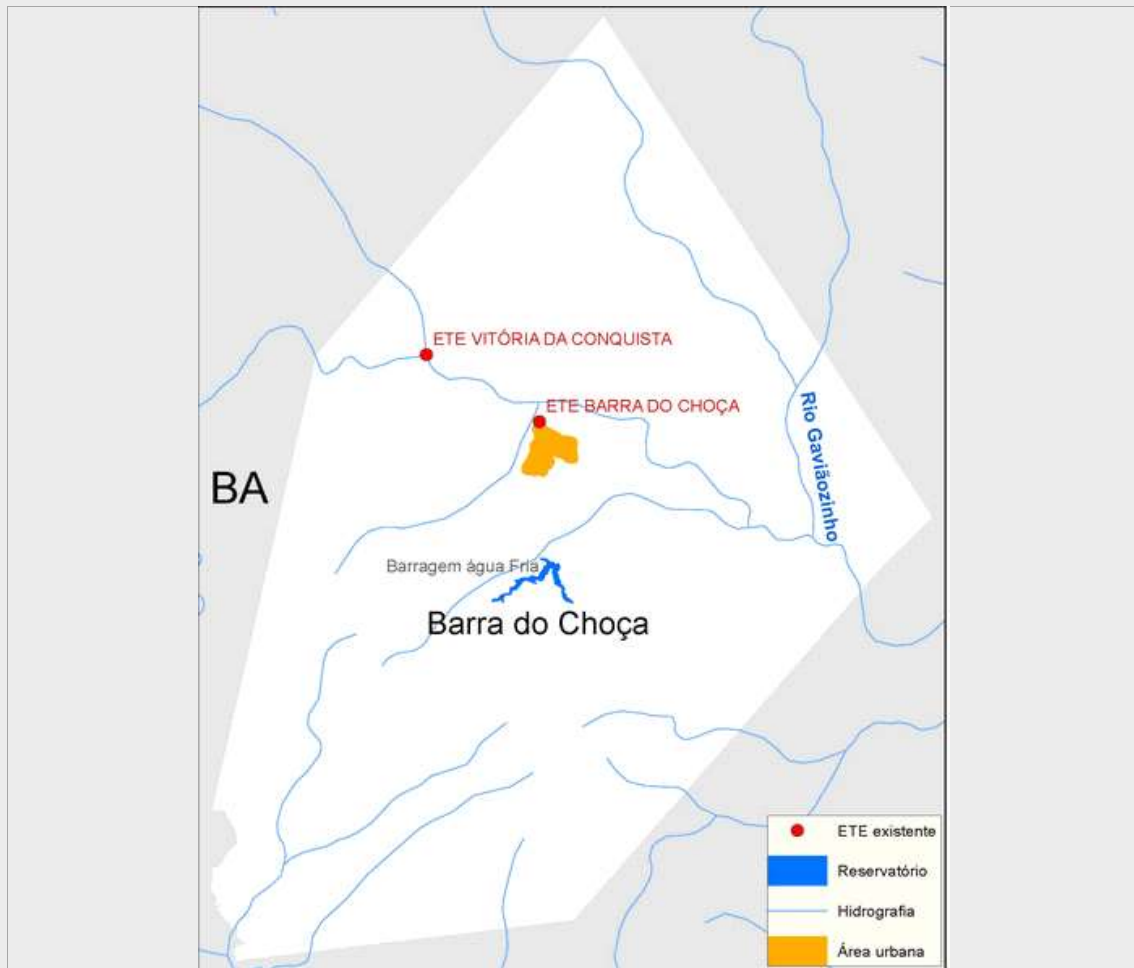 ETE VITÓRIA DA CONQUISTA
ETE BARRA DO CHOÇA
BA
Rio Gaviãozinho
Barragem água Fria
Barra do Choça
ETE existente
Reservatório
Hidrografia
Área urbana